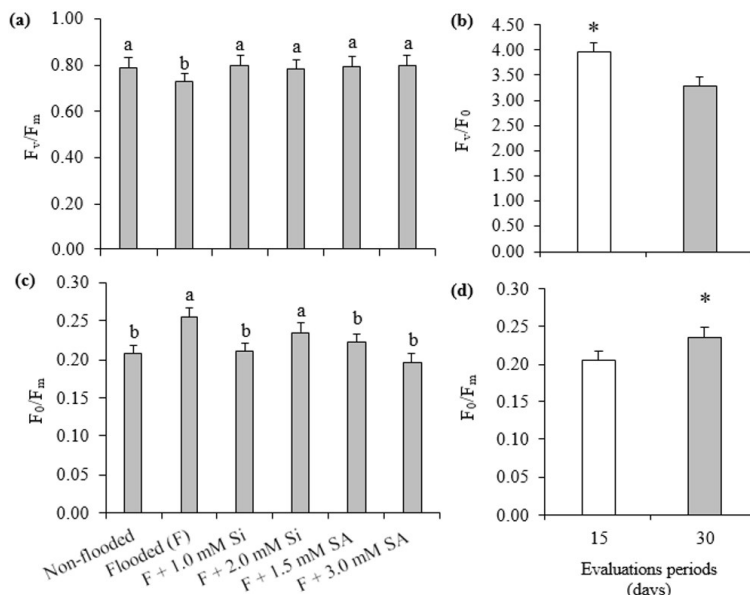 (a)
a
b
a
a
a
a
1.00
0.80
0.60
0.40
0.20
0.00
Fv/Fm
(b)
*
4.50
4.00
3.50
3.00
2.50
2.00
1.50
1.00
0.50
0.00
Fv/F0
(c)
b
a
b
a
b
b
0.30
0.25
0.20
0.15
0.10
0.05
0.00
F0/Fm
Non-flooded
Flooded (F)
F + 1.0 mM Si
F + 2.0 mM Si
F + 1.5 mM SA
F + 3.0 mM SA
(d)
*
0.30
0.25
0.20
0.15
0.10
0.05
0.00
F0/Fm
15
30
Evaluations periods
(days)